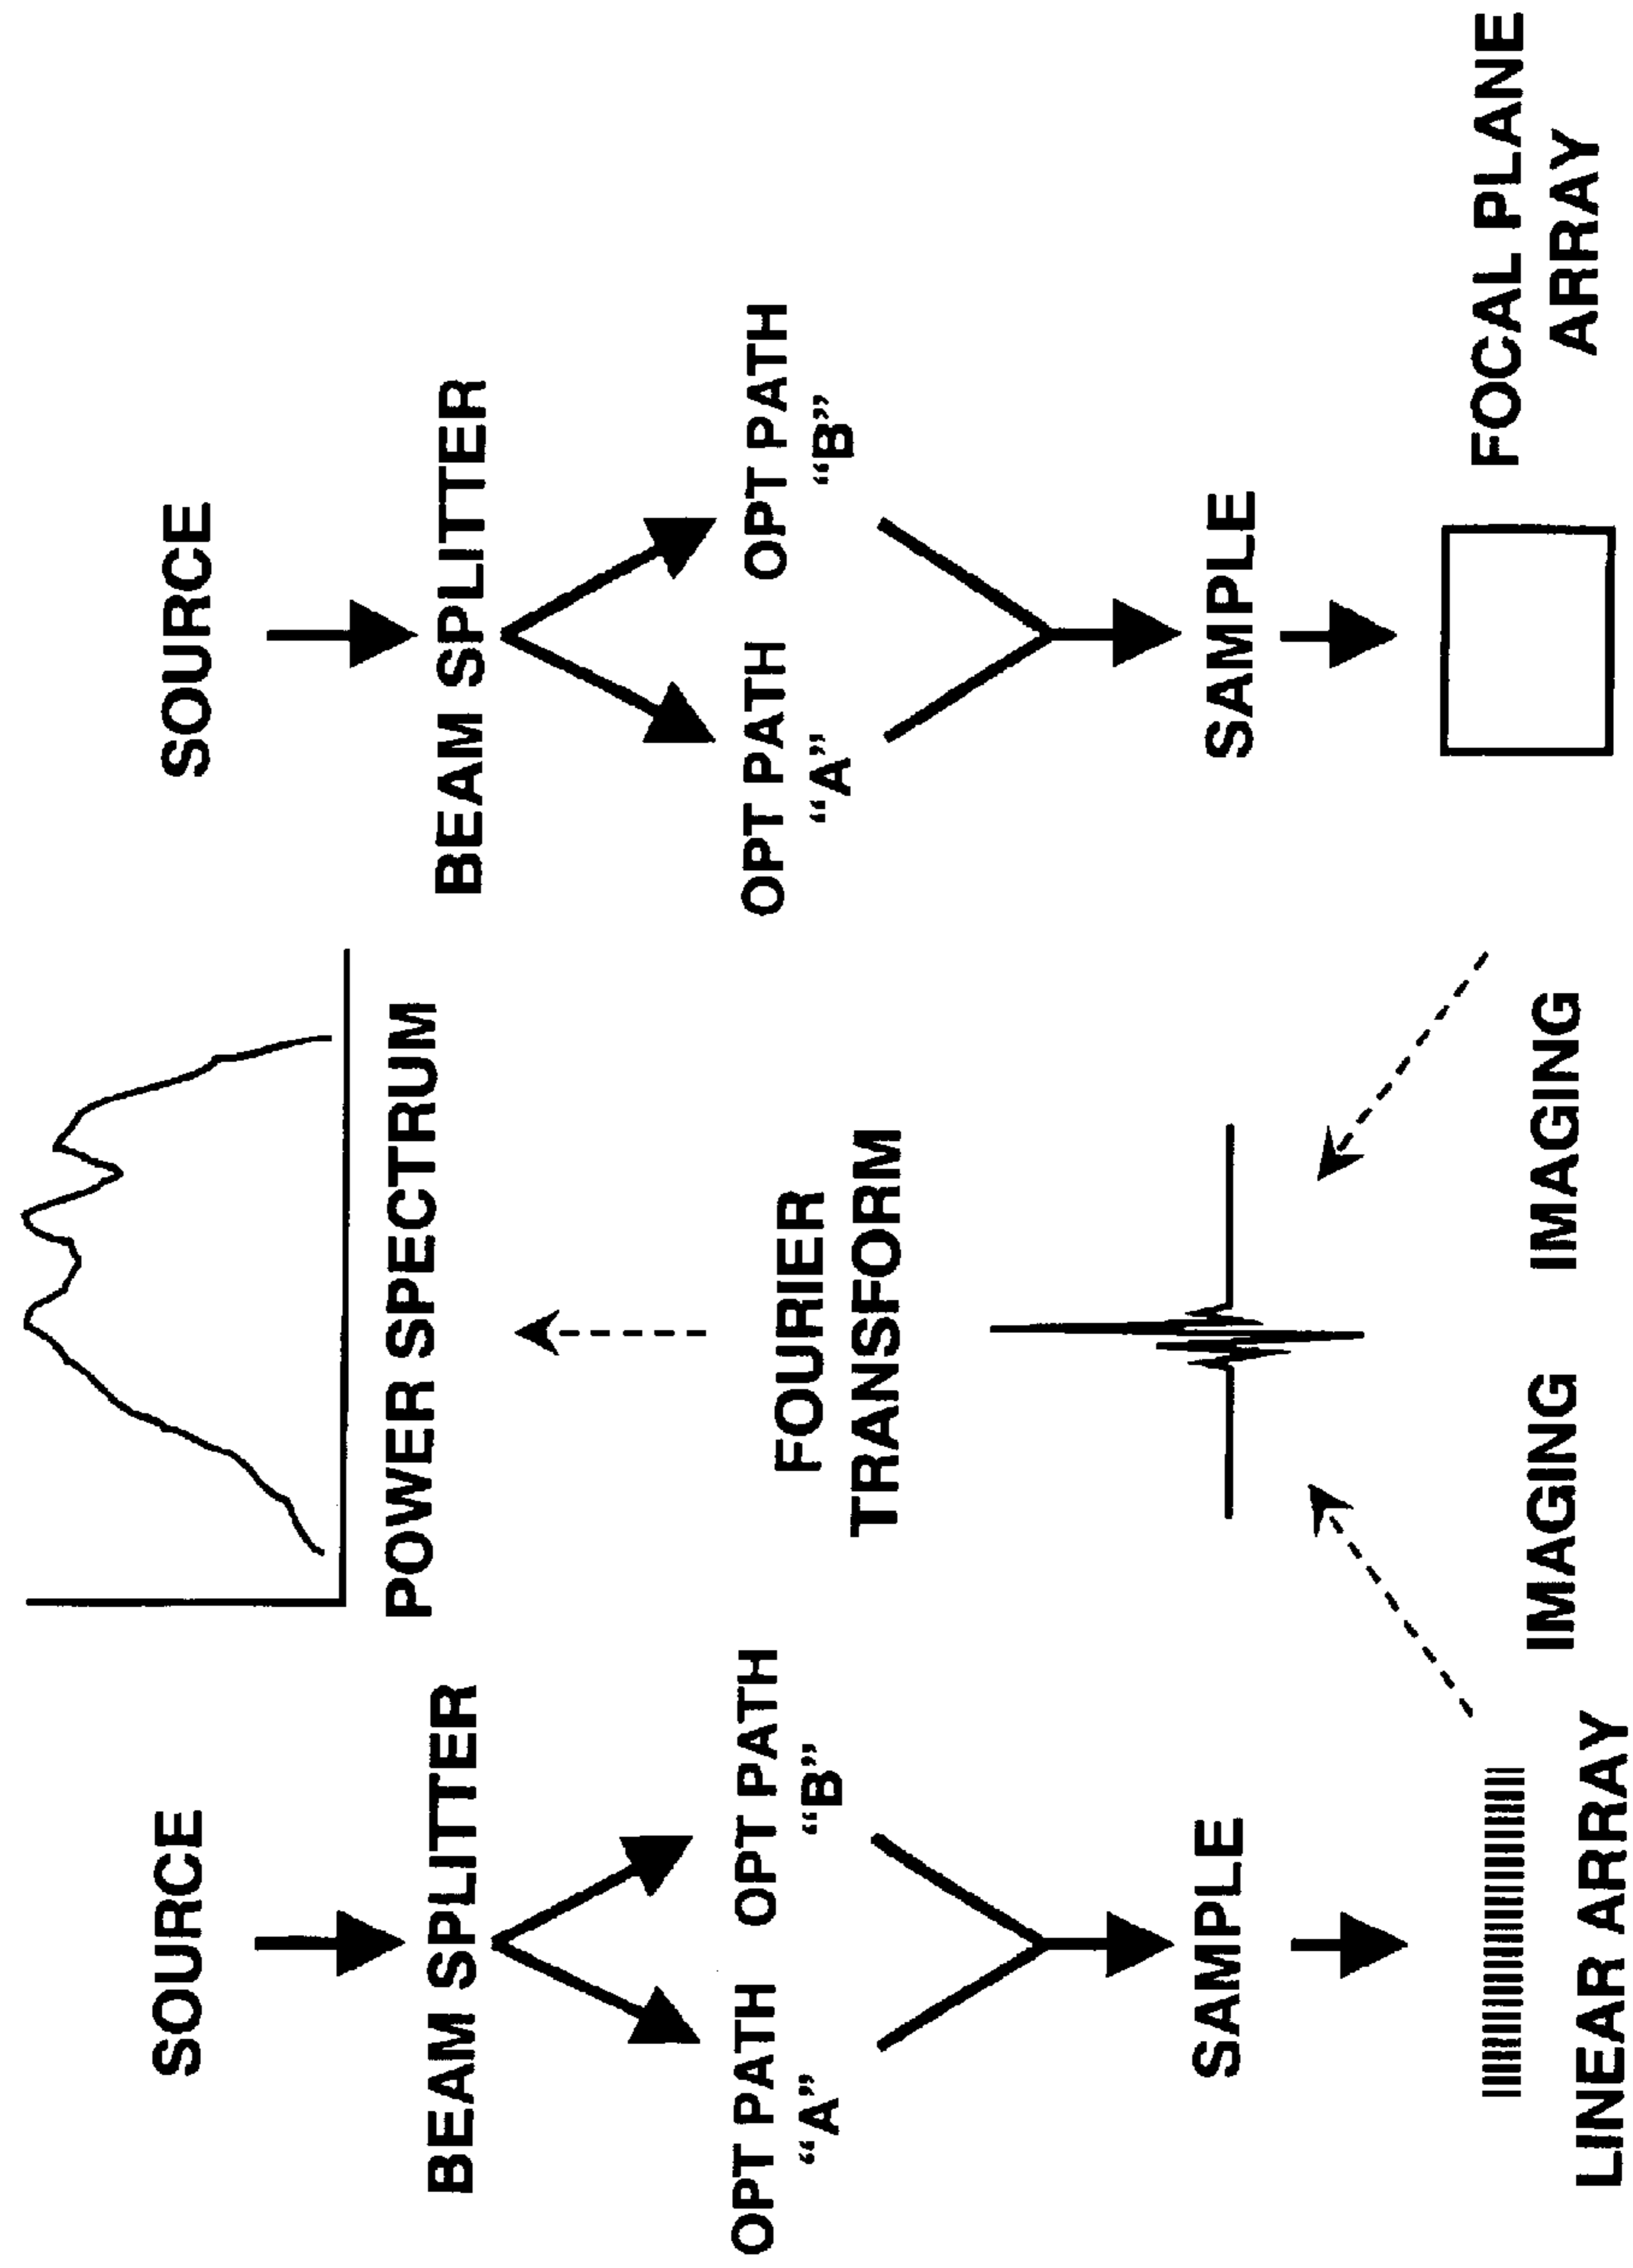 SOURCE
BEAM SPLITTER
OPT PATH OPT PATH
“A” “B”
SAMPLE
LINEAR ARRAY
POWER SPECTRUM
FOURIER
TRANSFORM
IMAGING IMAGING
SOURCE
BEAM SPLITTER
OPT PATH OPT PATH
“A” “B”
SAMPLE
FOCAL PLANE
ARRAY